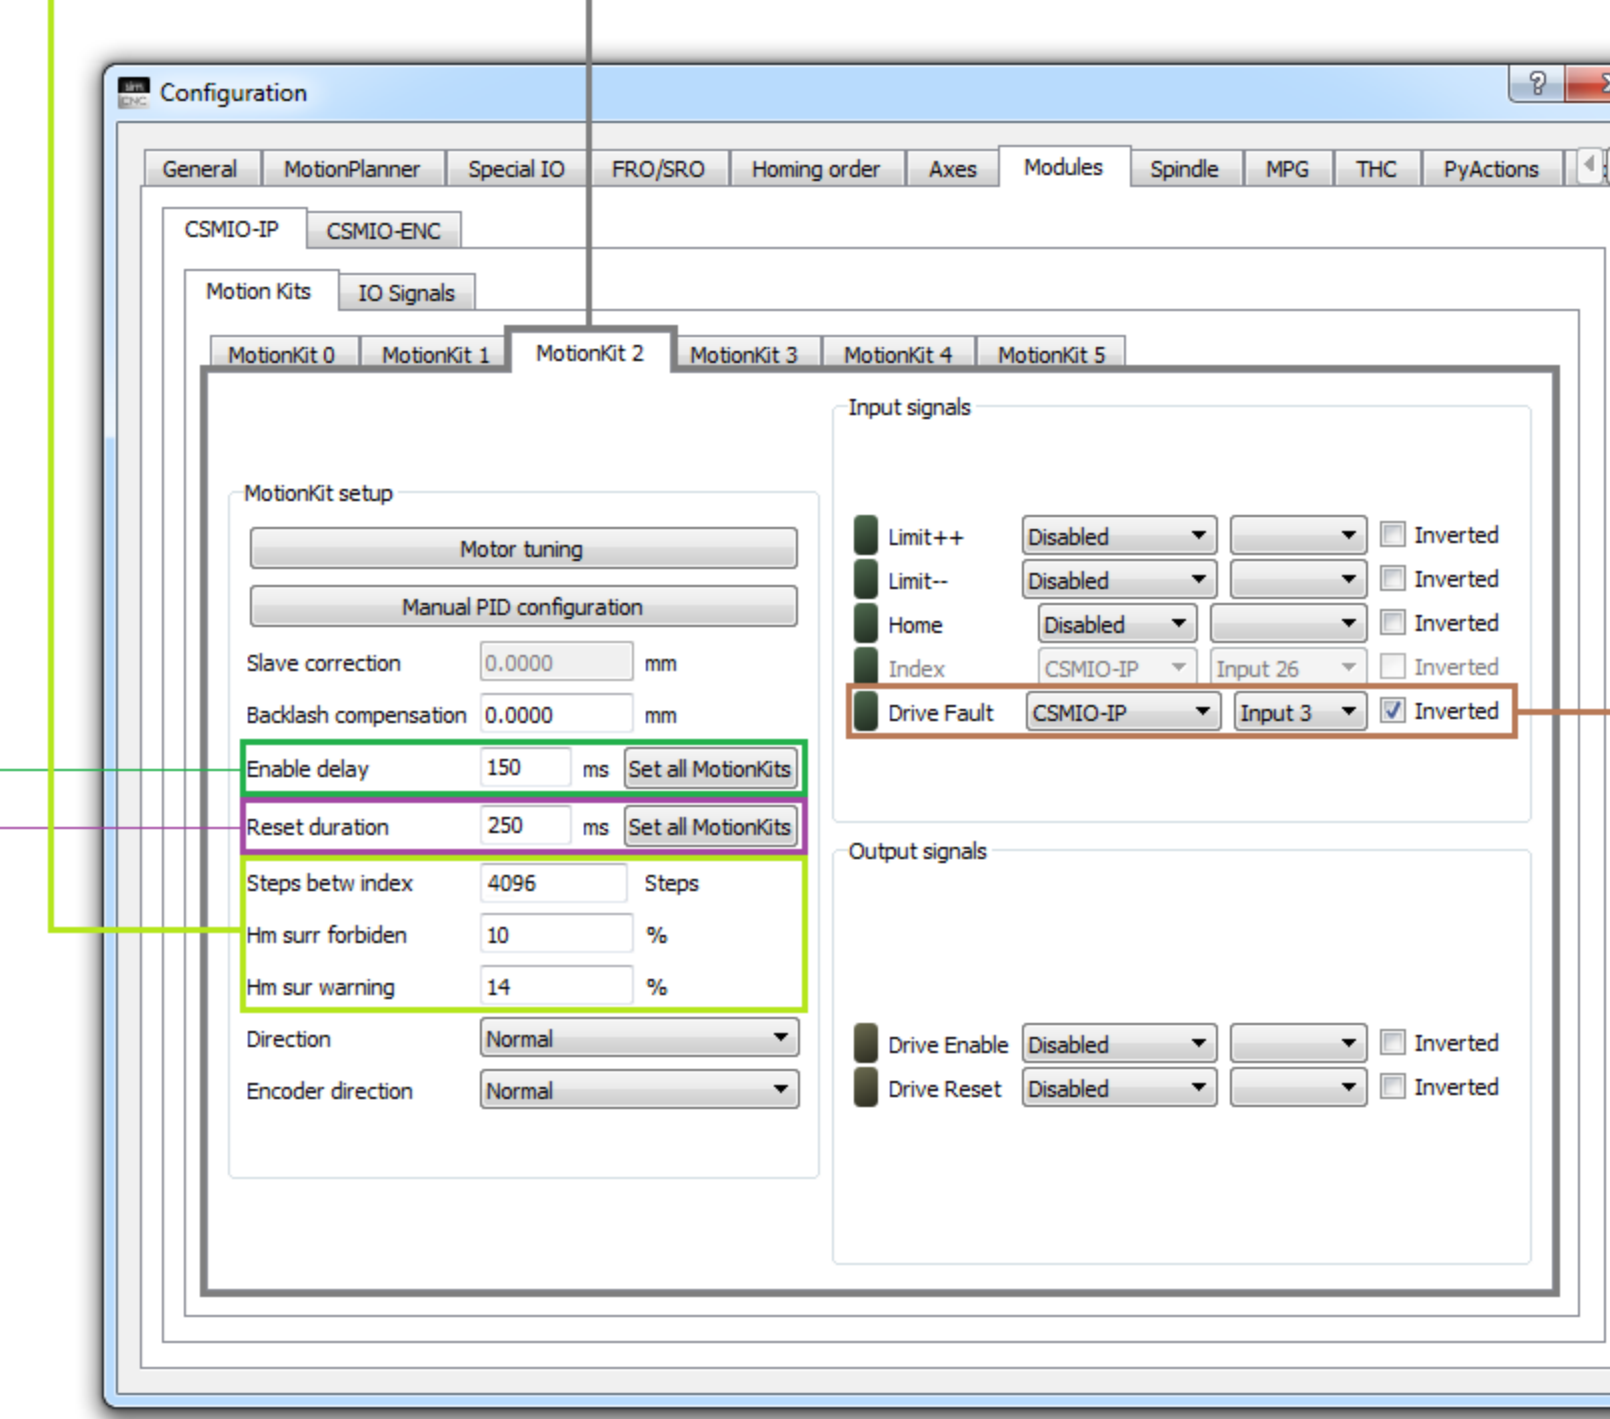 Configuration
General MotionPlanner Special IO FRO/SRO Homing order Axes Modules Spindle MPG THC PyActions
CSMIO-IP CSMIO-ENC
Motion Kits IO Signals
MotionKit 0 MotionKit 1 MotionKit 2 MotionKit 3 MotionKit 4 MotionKit 5
MotionKit setup
Motor tuning
Manual PID configuration
Slave correction 0.0000 mm
Backlash compensation 0.0000 mm
Enable delay 150 ms Set all MotionKits
Reset duration 250 ms Set all MotionKits
Steps betw index 4096 Steps
Hm surr forbiden 10 %
Hm sur warning 14 %
Direction Normal
Encoder direction Normal
Input signals
Limit++ Disabled Inverted
Limit-- Disabled Inverted
Home Disabled Inverted
Index CSMIO-IP Input 26 Inverted
Drive Fault CSMIO-IP Input 3 Inverted
Output signals
Drive Enable Disabled Inverted
Drive Reset Disabled Inverted